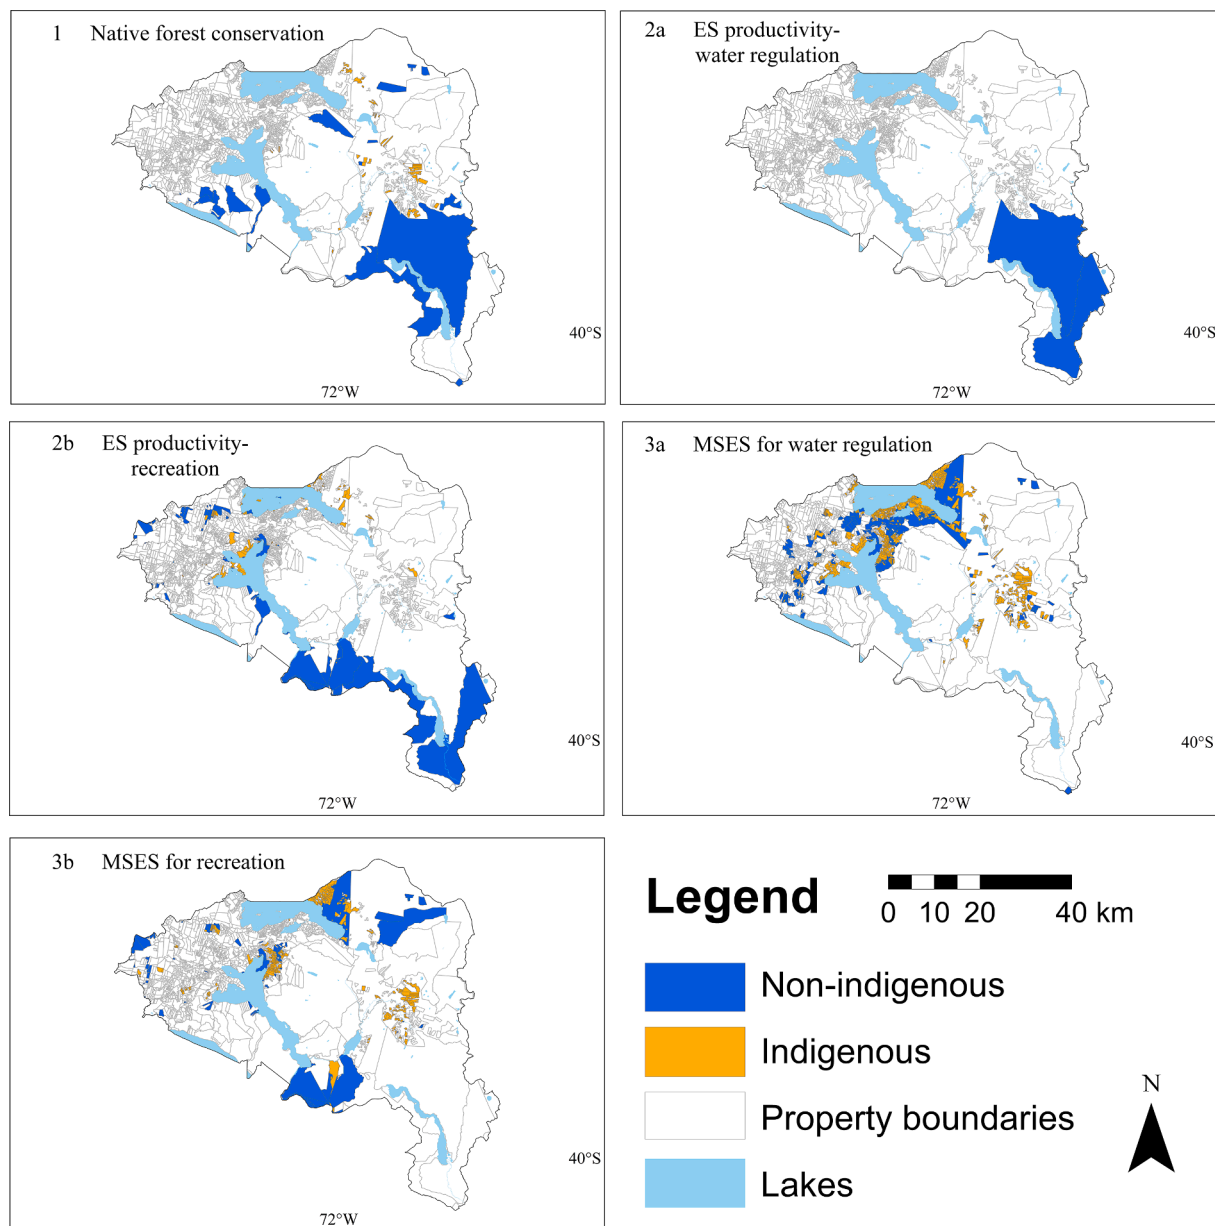 1 Native forest conservation
40°S
72°W
2a ES productivity-
water regulation
40°S
72°W
2b ES productivity-
recreation
40°S
72°W
3a MSES for water regulation
40°S
72°W
3b MSES for recreation
40°S
72°W
Legend
0 10 20 40 km
Non-indigenous
Indigenous
Property boundaries
Lakes
N